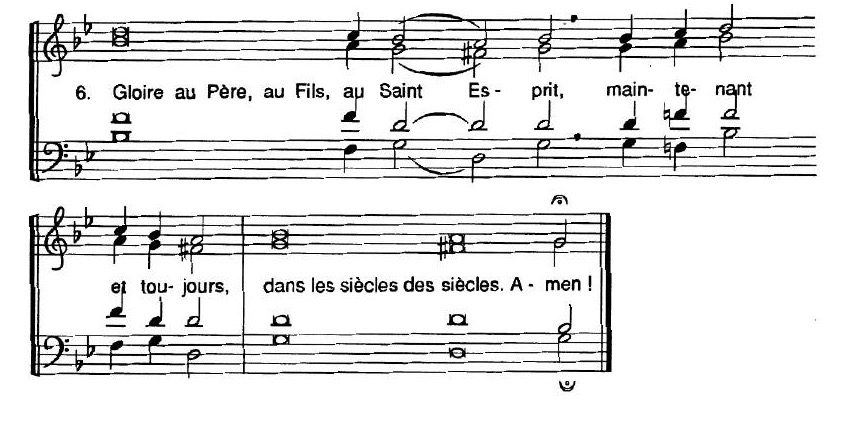 6. Gloire au Père, au Fils, au Saint Es - prit, main- te- nant
et tou- jours, dans les siècles des siècles. A - men !